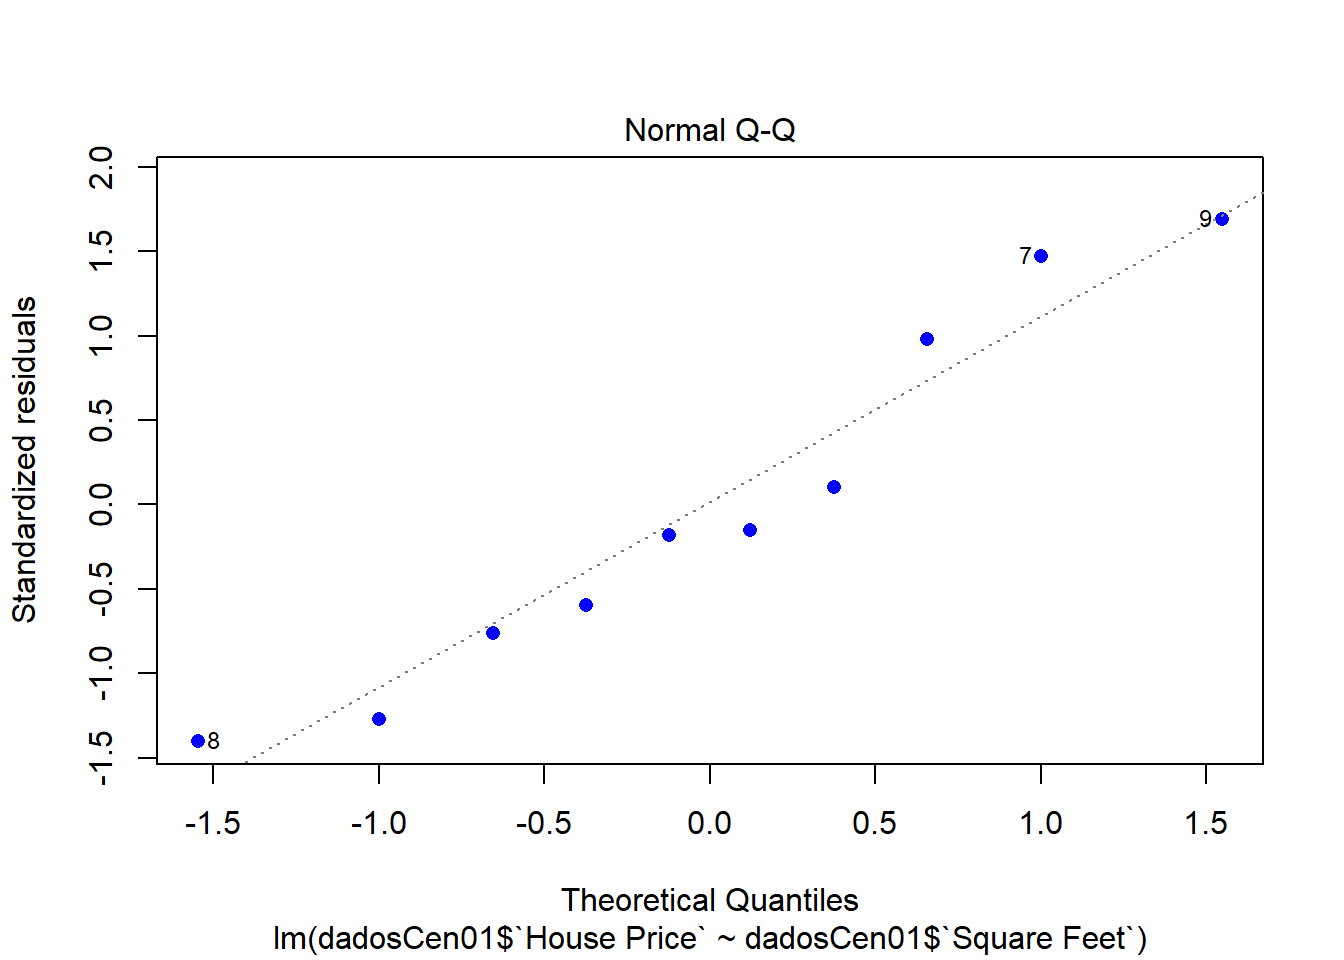 Normal Q-Q
Standardized residuals
2.0
1.5
1.0
0.5
0.0
-0.5
-1.0
-1.5
9
7
8
-1.5 -1.0 -0.5 0.0 0.5 1.0 1.5
Theoretical Quantiles
lm(dadosCen01$`House Price` ~ dadosCen01$`Square Feet`)